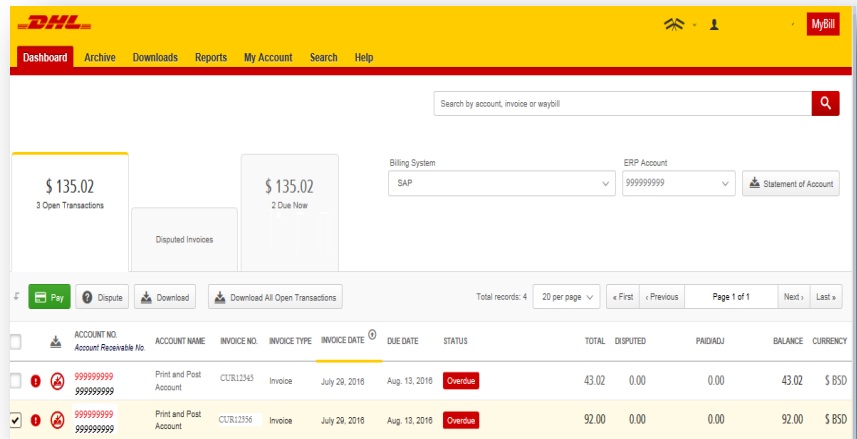 DHL
MyBill
Dashboard Archive Downloads Reports My Account Search Help
Search by account, invoice or waybill
Billing System ERP Account
$ 135.02
3 Open Transactions
Disputed Invoices
$ 135.02
2 Due Now
SAP 999999999 Statement of Account
Pay Dispute Download Download All Open Transactions Total records: 4 20 per page « First ‹ Previous Page 1 of 1 Next › Last »
ACCOUNT NO.
Account Receivable No.
ACCOUNT NAME INVOICE NO. INVOICE TYPE INVOICE DATE DUE DATE STATUS TOTAL DISPUTED PAID/ADJ BALANCE CURRENCY
999999999
999999999
Print and Post
Account
CUR12345 Invoice July 29, 2016 Aug. 13, 2016 Overdue 43.02 0.00 0.00 43.02 $ BSD
999999999
999999999
Print and Post
Account
CUR12356 Invoice July 29, 2016 Aug. 13, 2016 Overdue 92.00 0.00 0.00 92.00 $ BSD